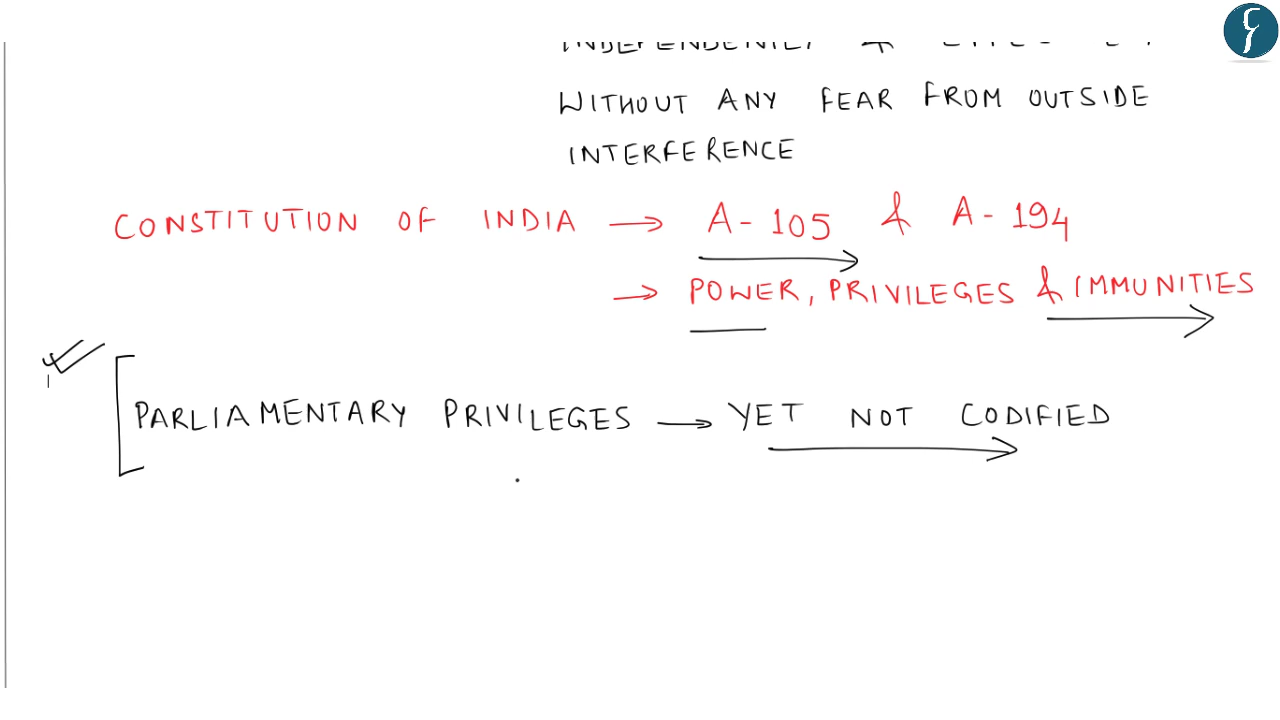 INDEPENDENTLY &
WITHOUT ANY FEAR FROM OUTSIDE
INTERFERENCE
CONSTITUTION OF INDIA → A-105 & A-194
→ POWER, PRIVILEGES & IMMUNITIES
PARLIAMENTARY PRIVILEGES → YET NOT CODIFIED